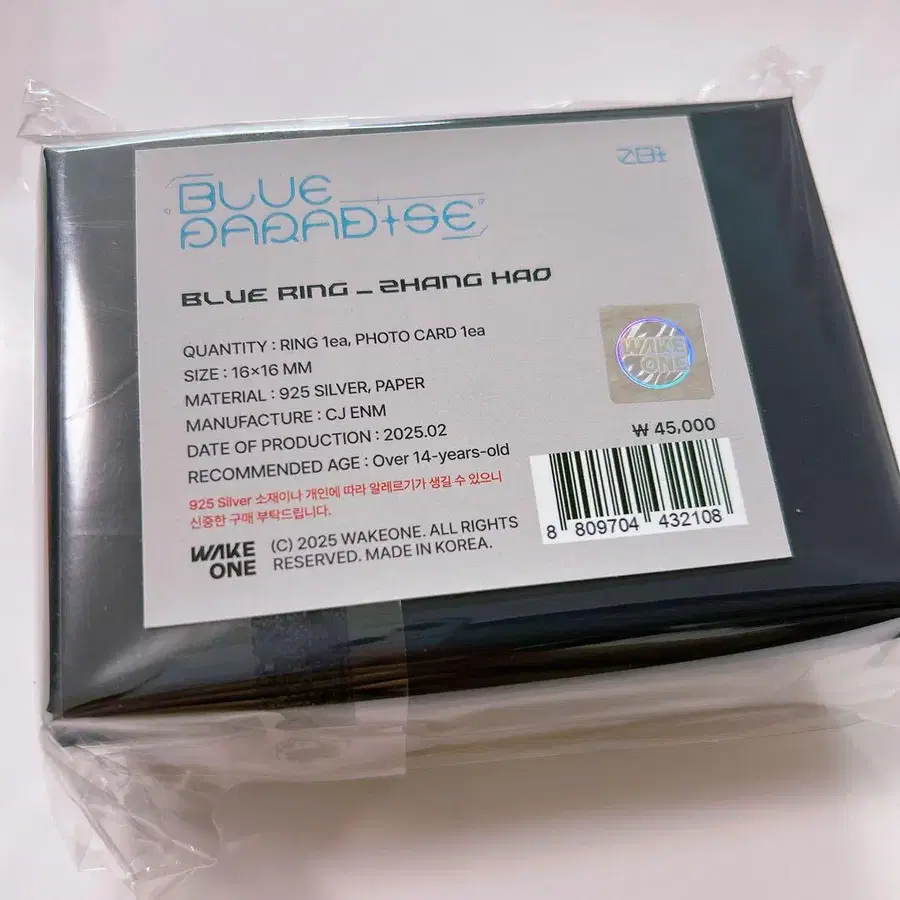 ZB1
BLUE
PARADISE
BLUE RING _ ZHANG HAO
QUANTITY : RING 1ea, PHOTO CARD 1ea
SIZE : 16×16 MM
MATERIAL : 925 SILVER, PAPER
MANUFACTURE : CJ ENM
DATE OF PRODUCTION : 2025.02
RECOMMENDED AGE : Over 14-years-old
925 Silver 소재이나 개인에 따라 알레르기가 생길 수 있으니
신중한 구매 부탁드립니다.
WAKE
ONE
(C) 2025 WAKEONE. ALL RIGHTS
RESERVED. MADE IN KOREA.
WAKE
ONE
₩ 45,000
8 809704 432108